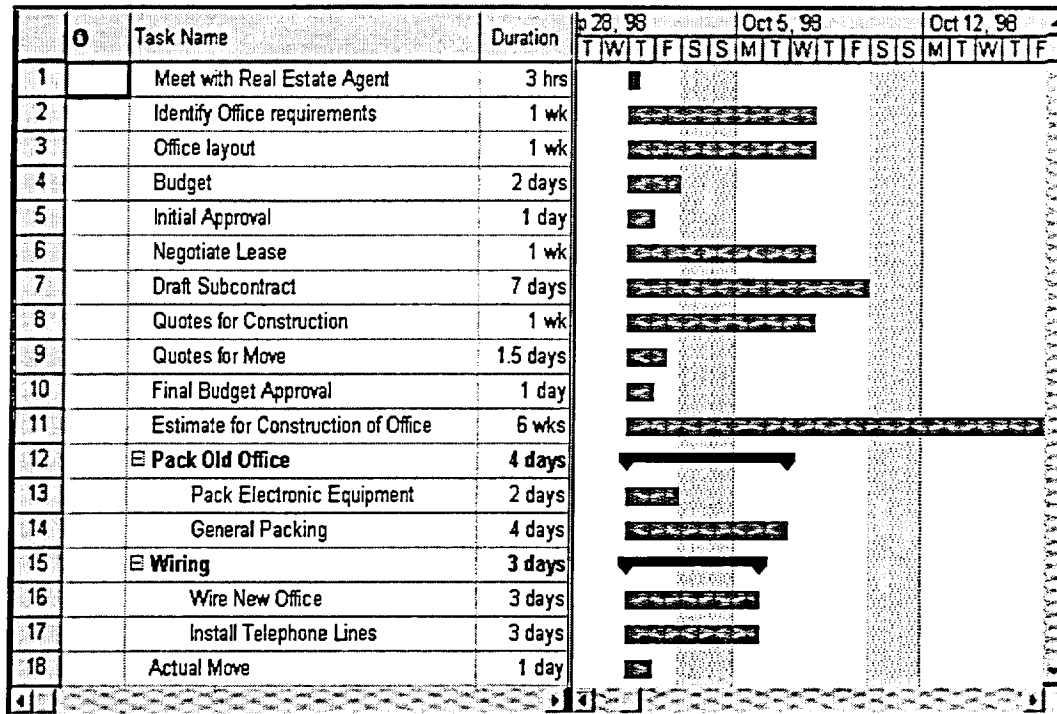 Task Name Duration p 28, 98 Oct 5, 98 Oct 12, 98
T W T F S S M T W T F S S M T W T F
1 Meet with Real Estate Agent 3 hrs
2 Identify Office requirements 1 wk
3 Office layout 1 wk
4 Budget 2 days
5 Initial Approval 1 day
6 Negotiate Lease 1 wk
7 Draft Subcontract 7 days
8 Quotes for Construction 1 wk
9 Quotes for Move 1.5 days
10 Final Budget Approval 1 day
11 Estimate for Construction of Office 6 wks
12 Pack Old Office 4 days
13 Pack Electronic Equipment 2 days
14 General Packing 4 days
15 Wiring 3 days
16 Wire New Office 3 days
17 Install Telephone Lines 3 days
18 Actual Move 1 day